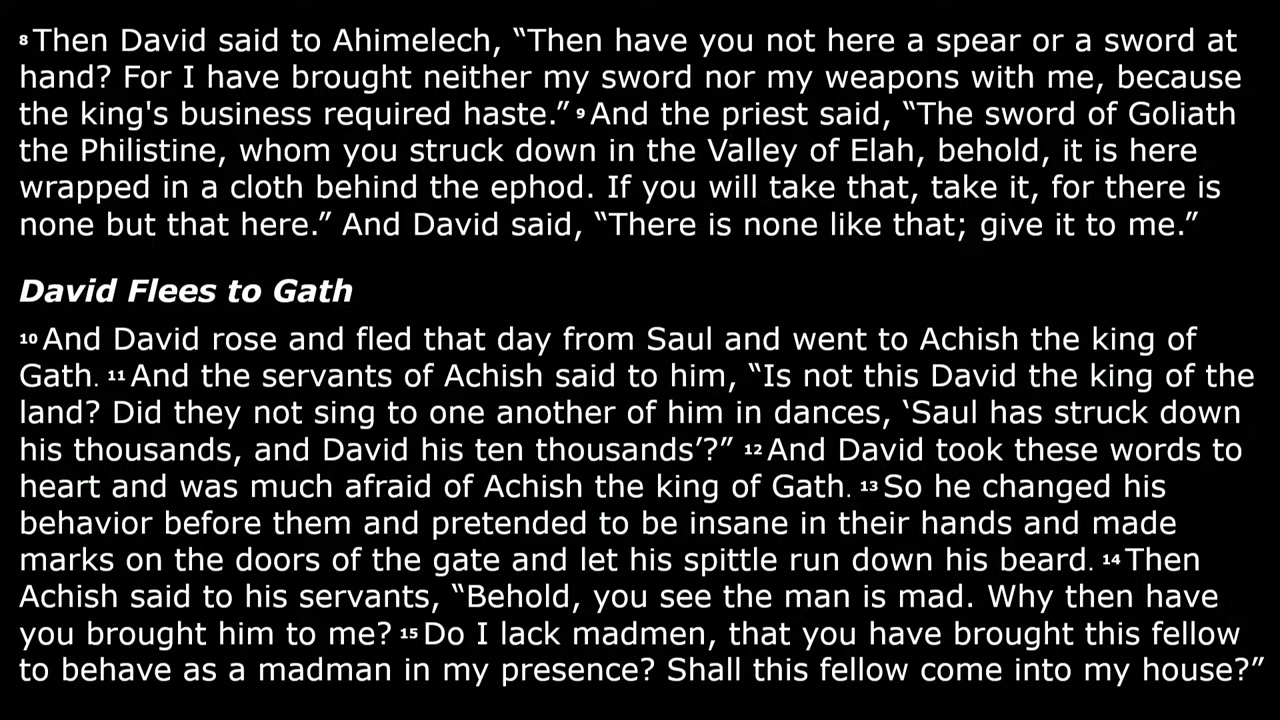 8 Then David said to Ahimelech, “Then have you not here a spear or a sword at
hand? For I have brought neither my sword nor my weapons with me, because
the king's business required haste.” 9 And the priest said, “The sword of Goliath
the Philistine, whom you struck down in the Valley of Elah, behold, it is here
wrapped in a cloth behind the ephod. If you will take that, take it, for there is
none but that here.” And David said, “There is none like that; give it to me.”
David Flees to Gath
10 And David rose and fled that day from Saul and went to Achish the king of
Gath. 11 And the servants of Achish said to him, “Is not this David the king of the
land? Did they not sing to one another of him in dances, ‘Saul has struck down
his thousands, and David his ten thousands’?” 12 And David took these words to
heart and was much afraid of Achish the king of Gath. 13 So he changed his
behavior before them and pretended to be insane in their hands and made
marks on the doors of the gate and let his spittle run down his beard. 14 Then
Achish said to his servants, “Behold, you see the man is mad. Why then have
you brought him to me? 15 Do I lack madmen, that you have brought this fellow
to behave as a madman in my presence? Shall this fellow come into my house?”